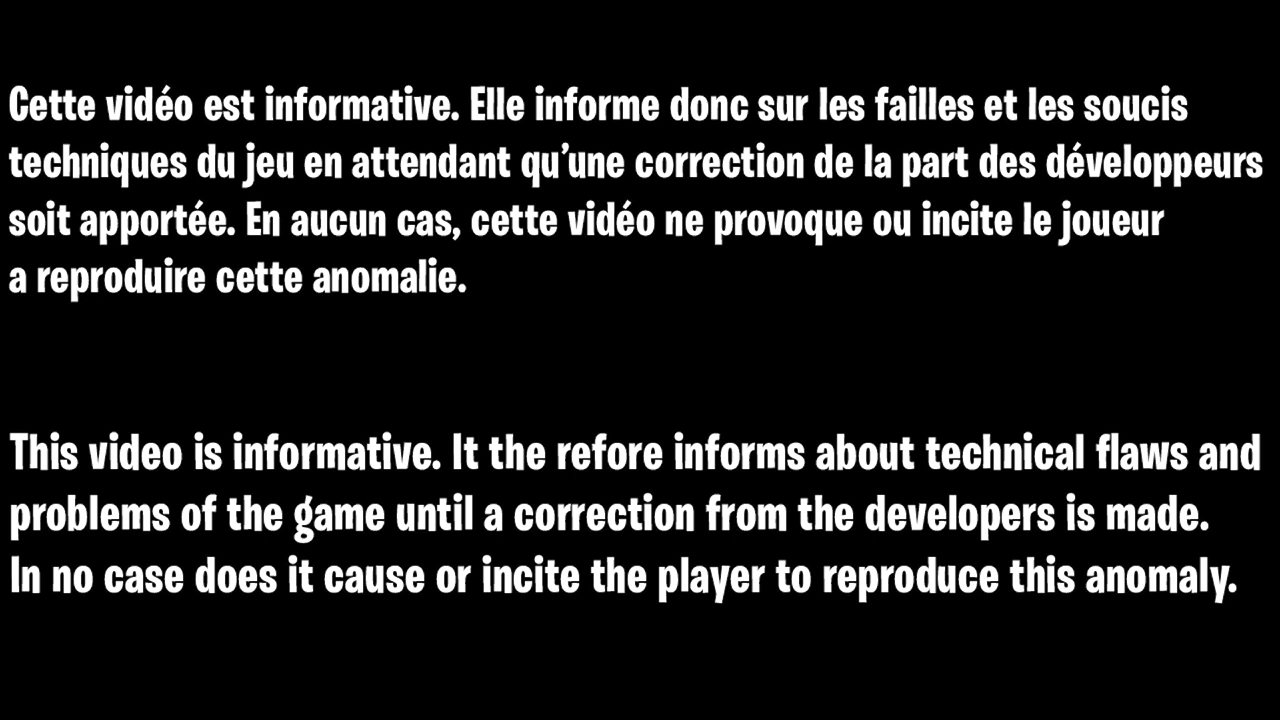 Cette vidéo est informative. Elle informe donc sur les failles et les soucis
techniques du jeu en attendant qu’une correction de la part des développeurs
soit apportée. En aucun cas, cette vidéo ne provoque ou incite le joueur
a reproduire cette anomalie.
This video is informative. It the refore informs about technical flaws and
problems of the game until a correction from the developers is made.
In no case does it cause or incite the player to reproduce this anomaly.